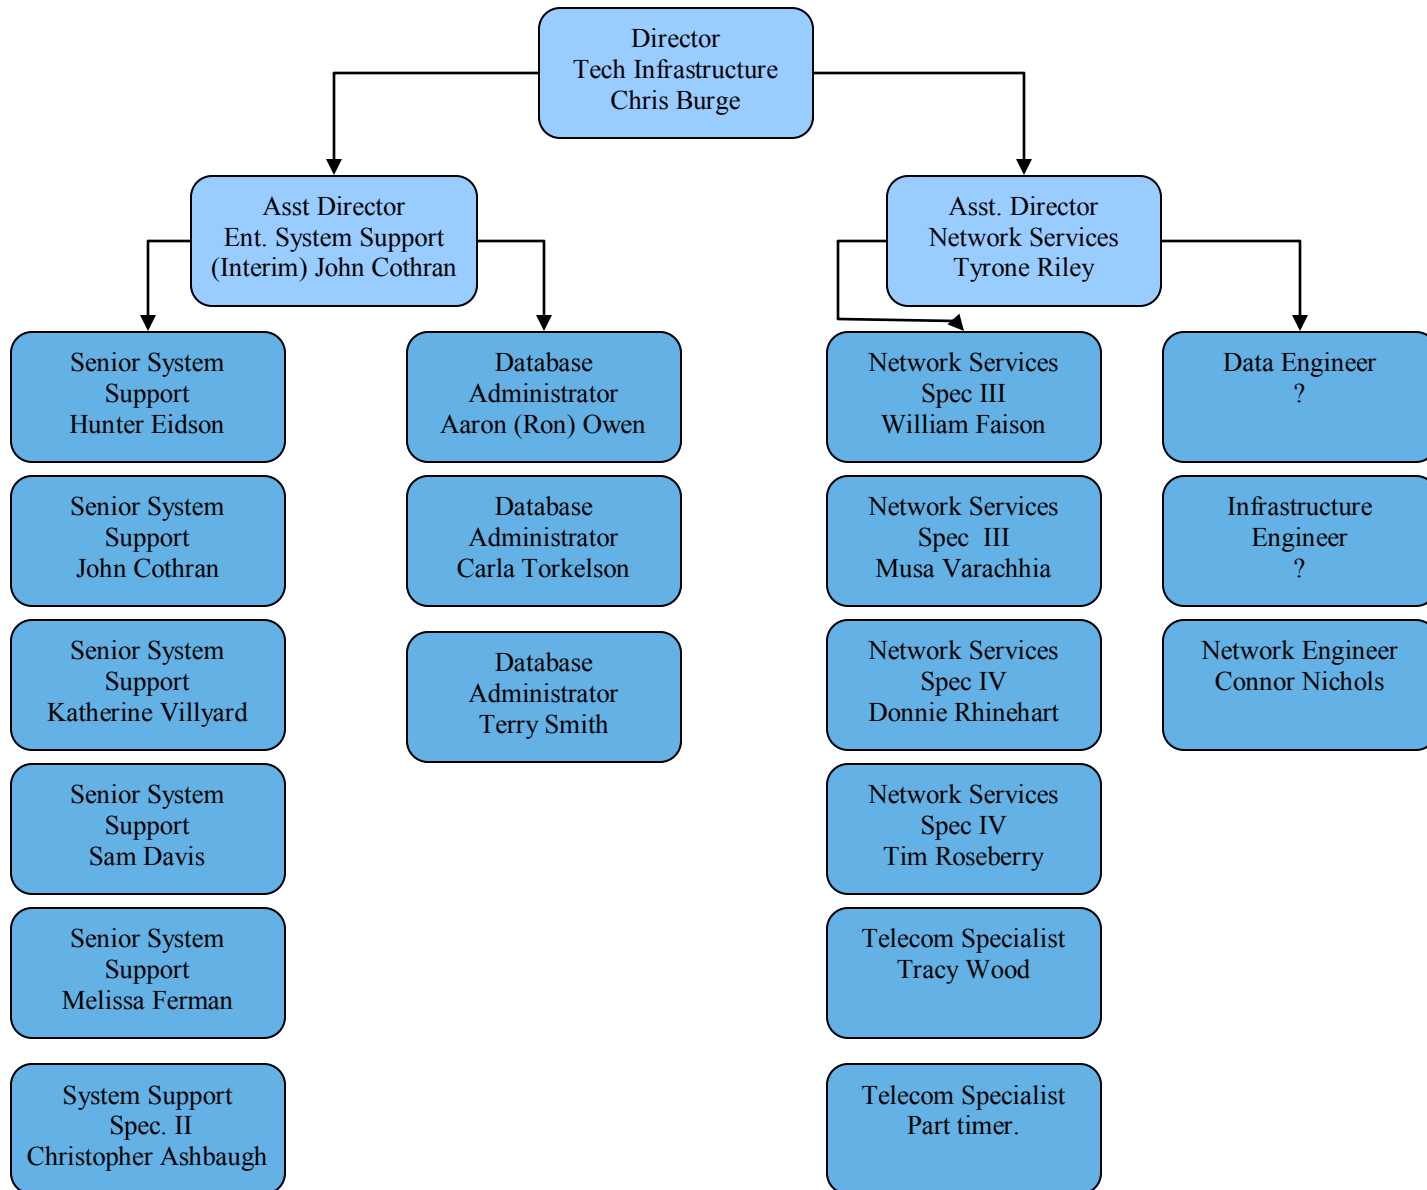 Director
Tech Infrastructure
Chris Burge
Asst Director
Ent. System Support
(Interim) John Cothran
Asst. Director
Network Services
Tyrone Riley
Senior System
Support
Hunter Eidson
Database
Administrator
Aaron (Ron) Owen
Network Services
Spec III
William Faison
Data Engineer
?
Senior System
Support
John Cothran
Database
Administrator
Carla Torkelson
Network Services
Spec  III
Musa Varachhia
Infrastructure
Engineer
?
Senior System
Support
Katherine Villyard
Database
Administrator
Terry Smith
Network Services
Spec IV
Donnie Rhinehart
Network Engineer
Connor Nichols
Senior System
Support
Sam Davis
Network Services
Spec IV
Tim Roseberry
Senior System
Support
Melissa Ferman
Telecom Specialist
Tracy Wood
System Support
Spec. II
Christopher Ashbaugh
Telecom Specialist
Part timer.